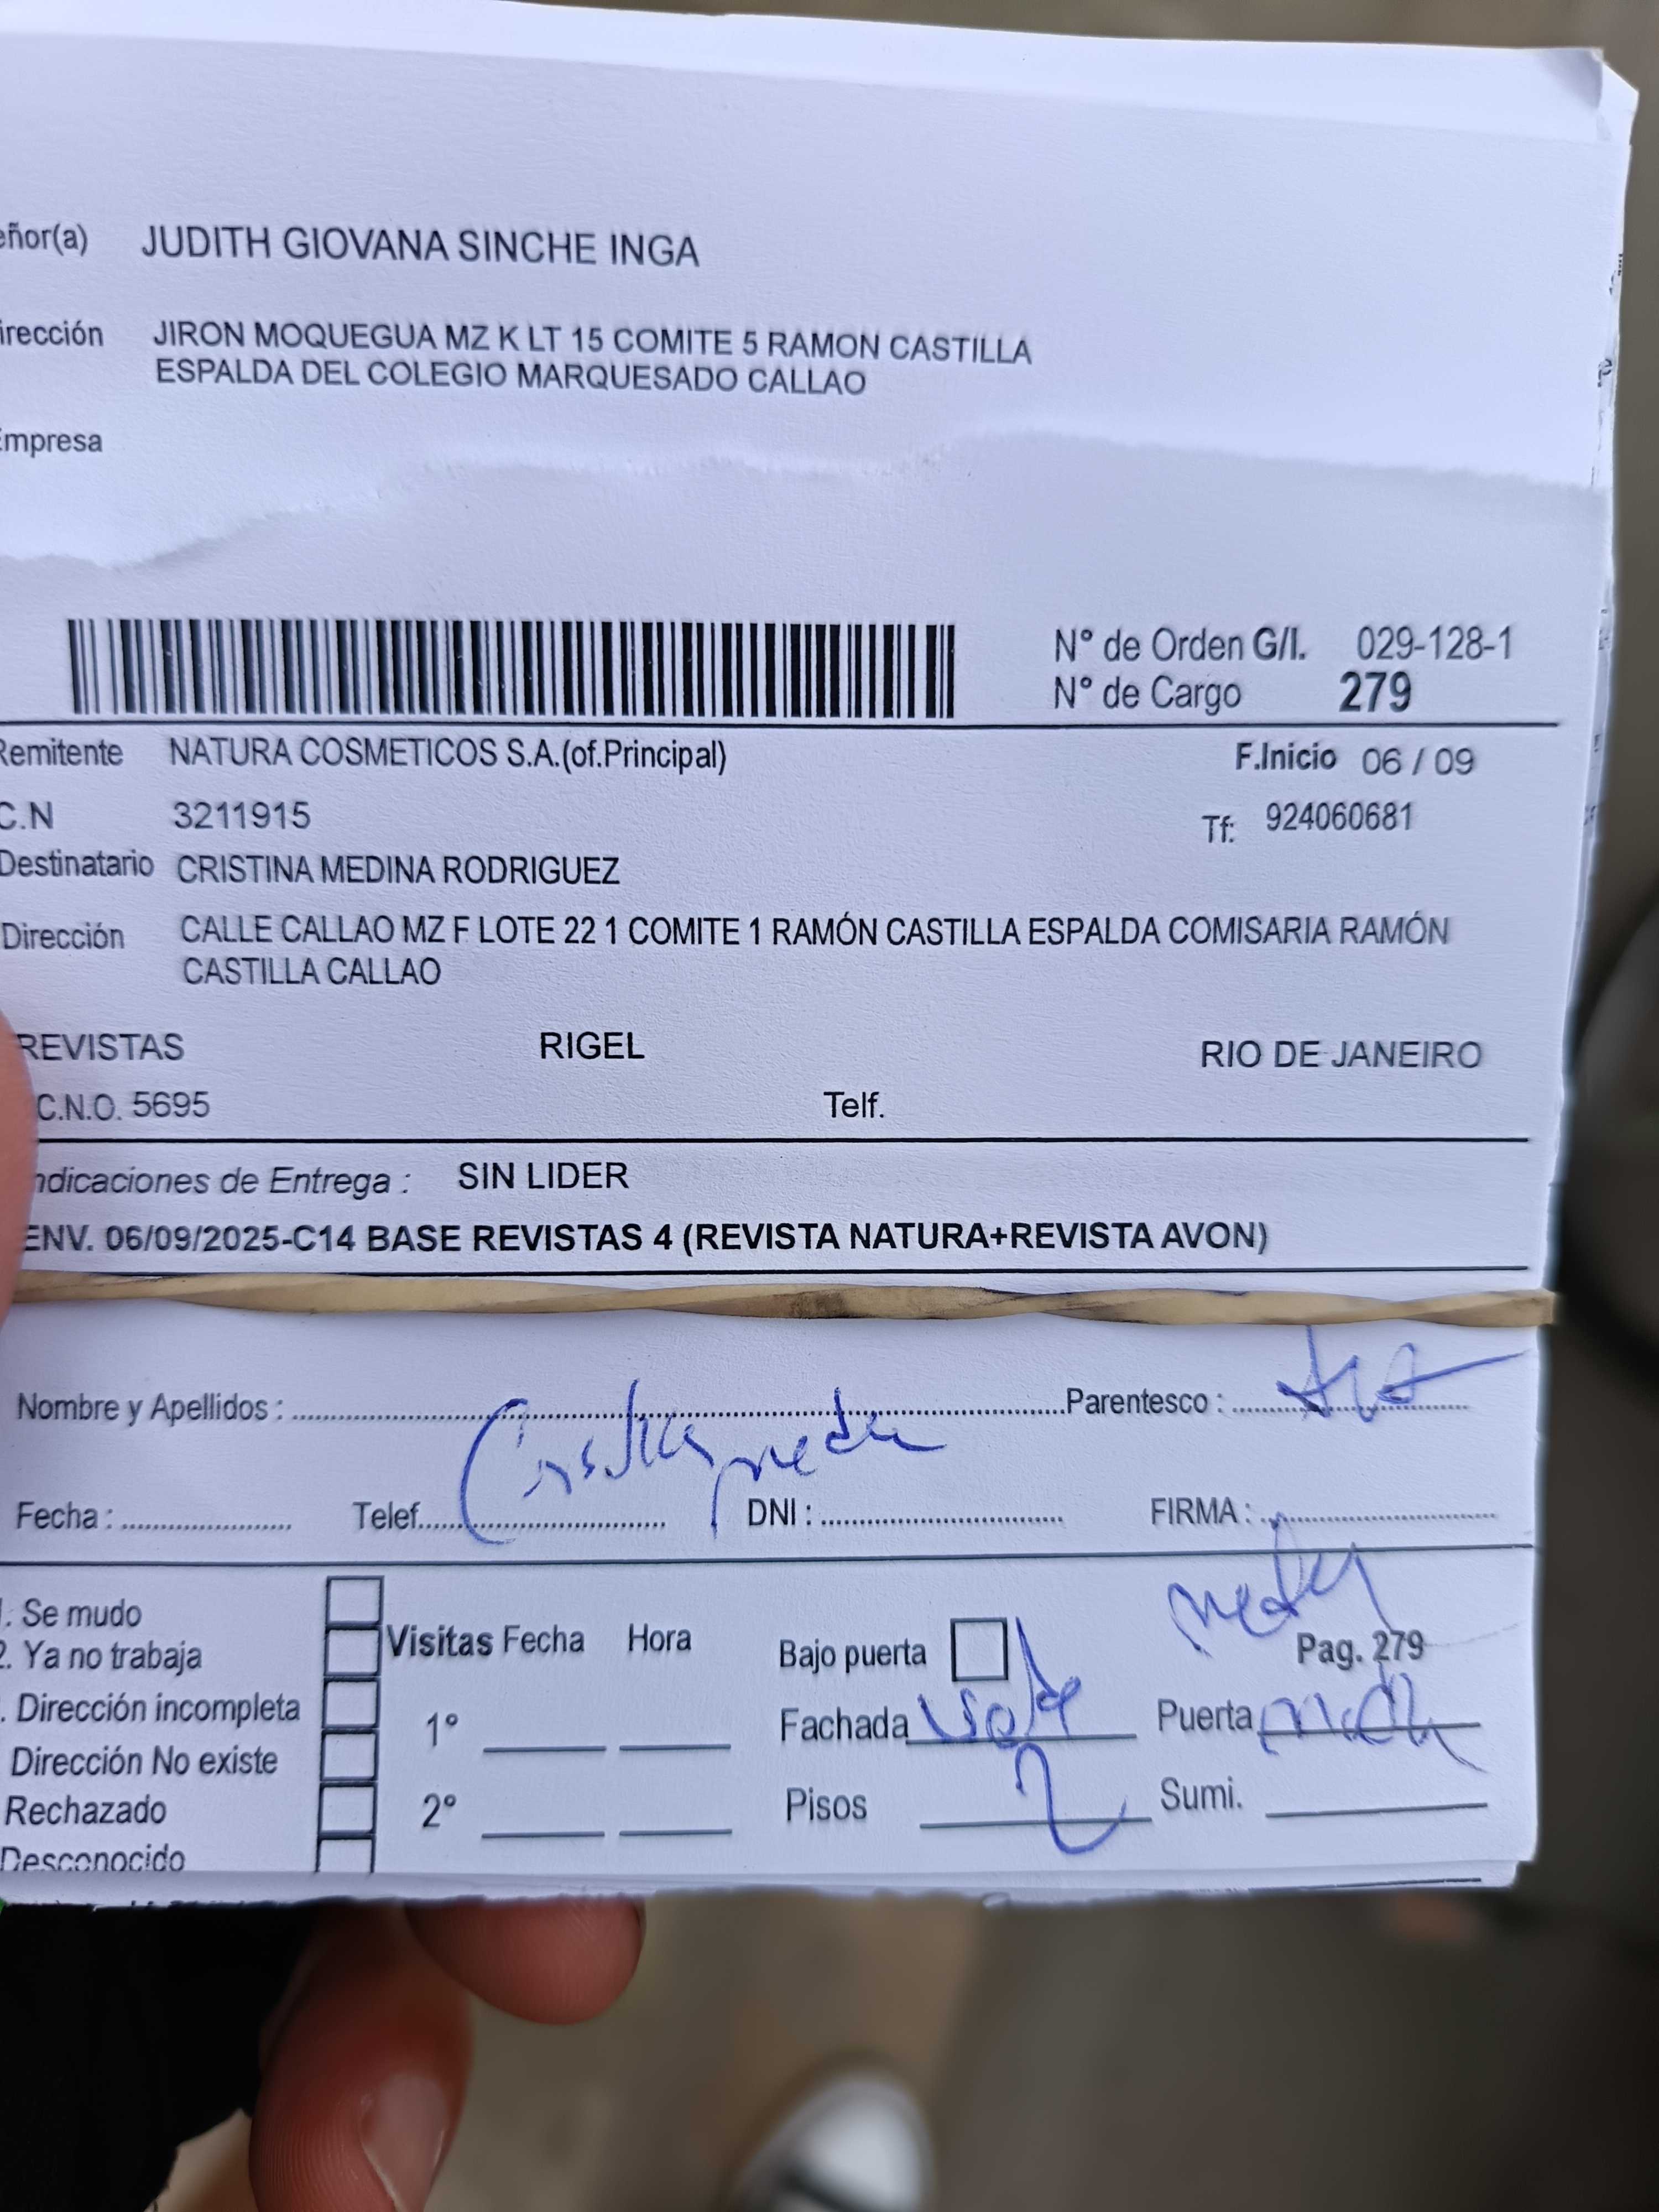 eñor(a) JUDITH GIOVANA SINCHE INGA
irección JIRON MOQUEGUA MZ K LT 15 COMITE 5 RAMON CASTILLA
ESPALDA DEL COLEGIO MARQUESADO CALLAO
Empresa
N° de Orden G/I. 029-128-1
N° de Cargo 279
Remitente NATURA COSMETICOS S.A.(of.Principal) F.Inicio 06 / 09
C.N 3211915 Tf: 924060681
Destinatario CRISTINA MEDINA RODRIGUEZ
Dirección CALLE CALLAO MZ F LOTE 22 1 COMITE 1 RAMÓN CASTILLA ESPALDA COMISARIA RAMÓN
CASTILLA CALLAO
REVISTAS RIGEL RIO DE JANEIRO
C.N.O. 5695 Telf.
ndicaciones de Entrega : SIN LIDER
ENV. 06/09/2025-C14 BASE REVISTAS 4 (REVISTA NATURA+REVISTA AVON)
Nombre y Apellidos : Parentesco :
Fecha : Telef. DNI : FIRMA :
1. Se mudo
2. Ya no trabaja
. Dirección incompleta
Dirección No existe
Rechazado
Desconocido
Visitas Fecha Hora
1°
2°
Bajo puerta Pag. 279
Fachada Puerta
Pisos 2 Sumi.